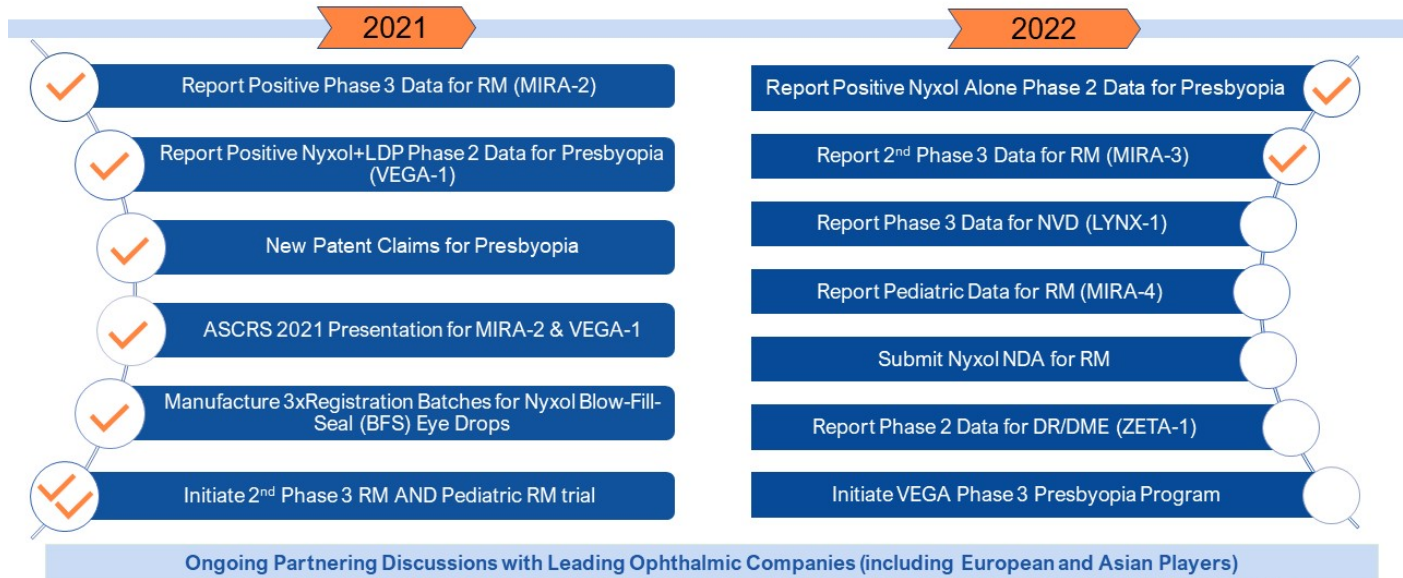 2021
2022
Report Positive Phase 3 Data for RM (MIRA-2)
Report Positive Nyxol+LDP Phase 2 Data for Presbyopia
(VEGA-1)
New Patent Claims for Presbyopia
ASCRS 2021 Presentation for MIRA-2 & VEGA-1
Manufacture 3xRegistration Batches for Nyxol Blow-Fill-
Seal (BFS) Eye Drops
Initiate 2nd Phase 3 RM AND Pediatric RM trial
Report Positive Nyxol Alone Phase 2 Data for Presbyopia
Report 2nd Phase 3 Data for RM (MIRA-3)
Report Phase 3 Data for NVD (LYNX-1)
Report Pediatric Data for RM (MIRA-4)
Submit Nyxol NDA for RM
Report Phase 2 Data for DR/DME (ZETA-1)
Initiate VEGA Phase 3 Presbyopia Program
Ongoing Partnering Discussions with Leading Ophthalmic Companies (including European and Asian Players)